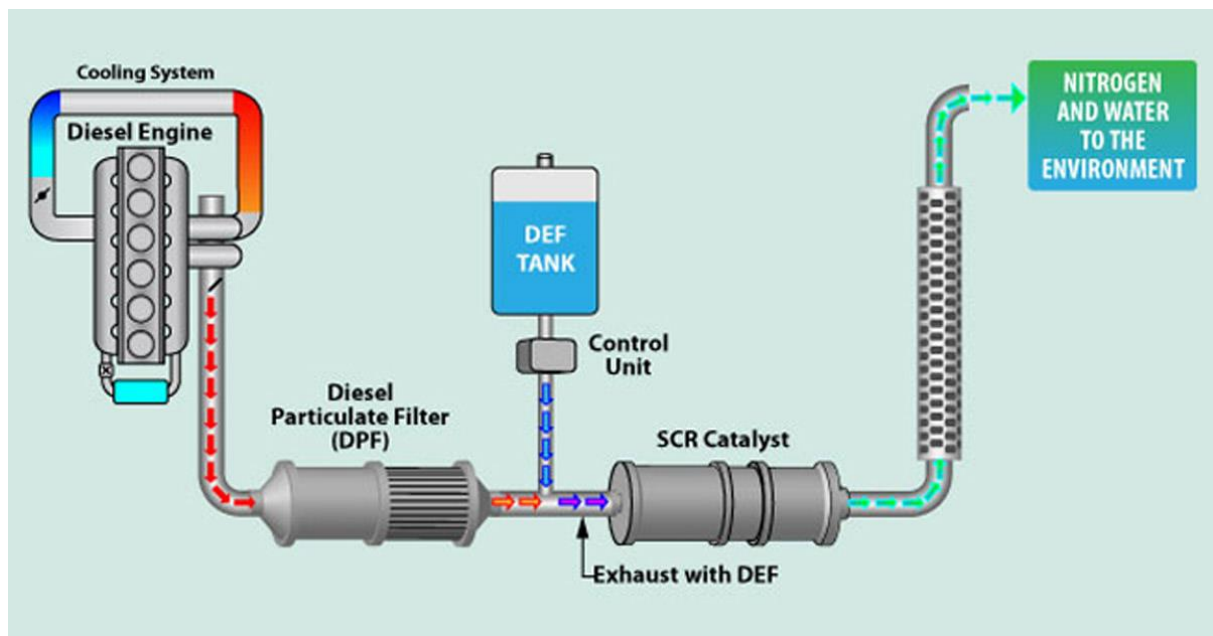 Cooling System
Diesel Engine
NITROGEN
AND WATER
TO THE
ENVIRONMENT
DEF
TANK
Control
Unit
Diesel
Particulate Filter
(DPF)
SCR Catalyst
Exhaust with DEF